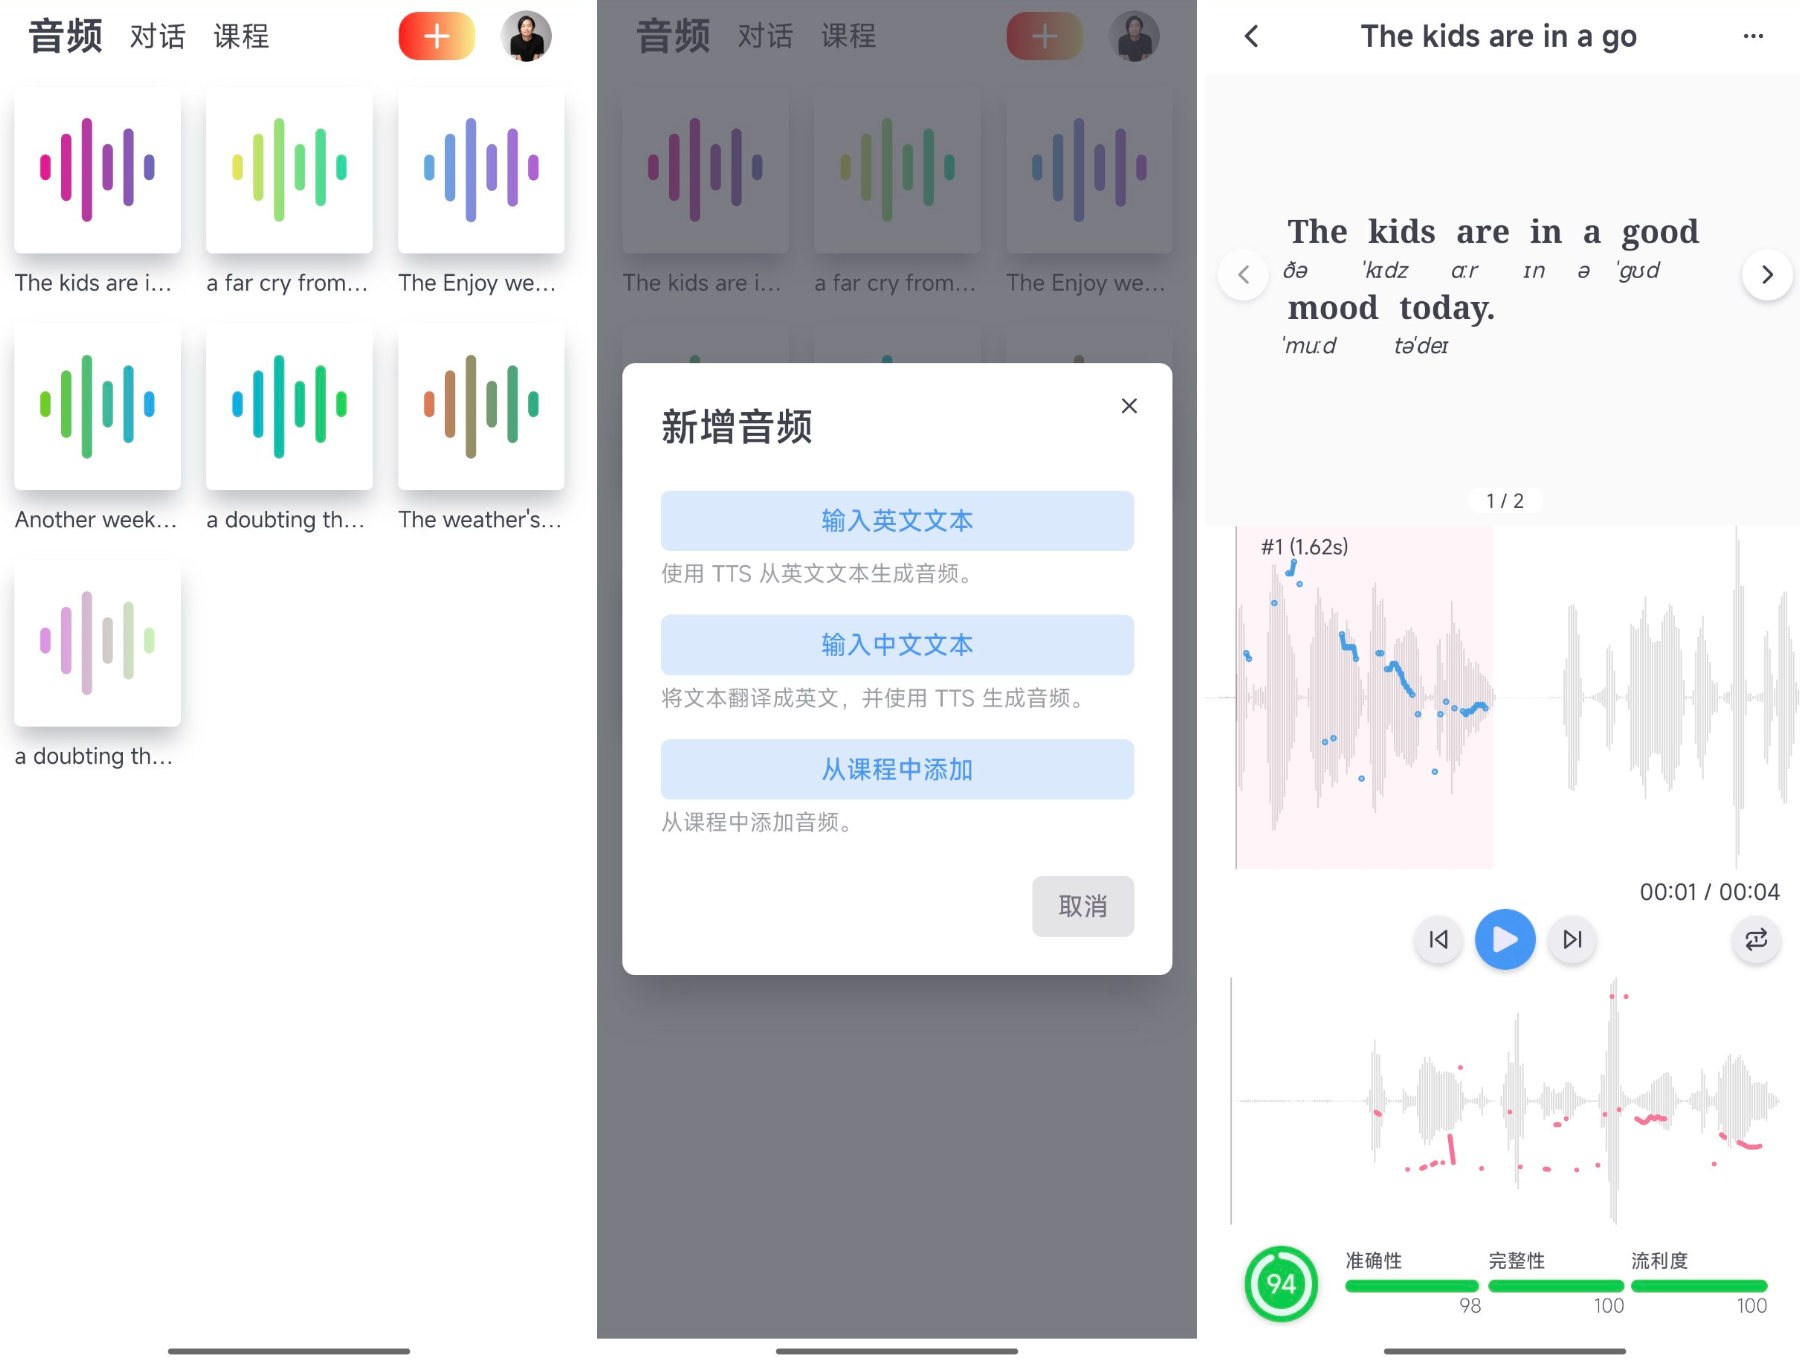 音频 对话 课程
The kids are i...
a far cry from...
The Enjoy we...
Another week...
a doubting th...
The weather's...
a doubting th...
音频 对话 课程
The kids are i...
a far cry from...
The Enjoy we...
新增音频
输入英文文本
使用 TTS 从英文文本生成音频。
输入中文文本
将文本翻译成英文，并使用 TTS 生成音频。
从课程中添加
从课程中添加音频。
取消
The kids are in a go
The kids are in a good
ðə ˈkɪdz ɑːr ɪn ə ˈɡʊd
mood today.
ˈmuːd təˈdeɪ
1 / 2
#1 (1.62s)
00:01 / 00:04
94
准确性 完整性 流利度
98 100 100